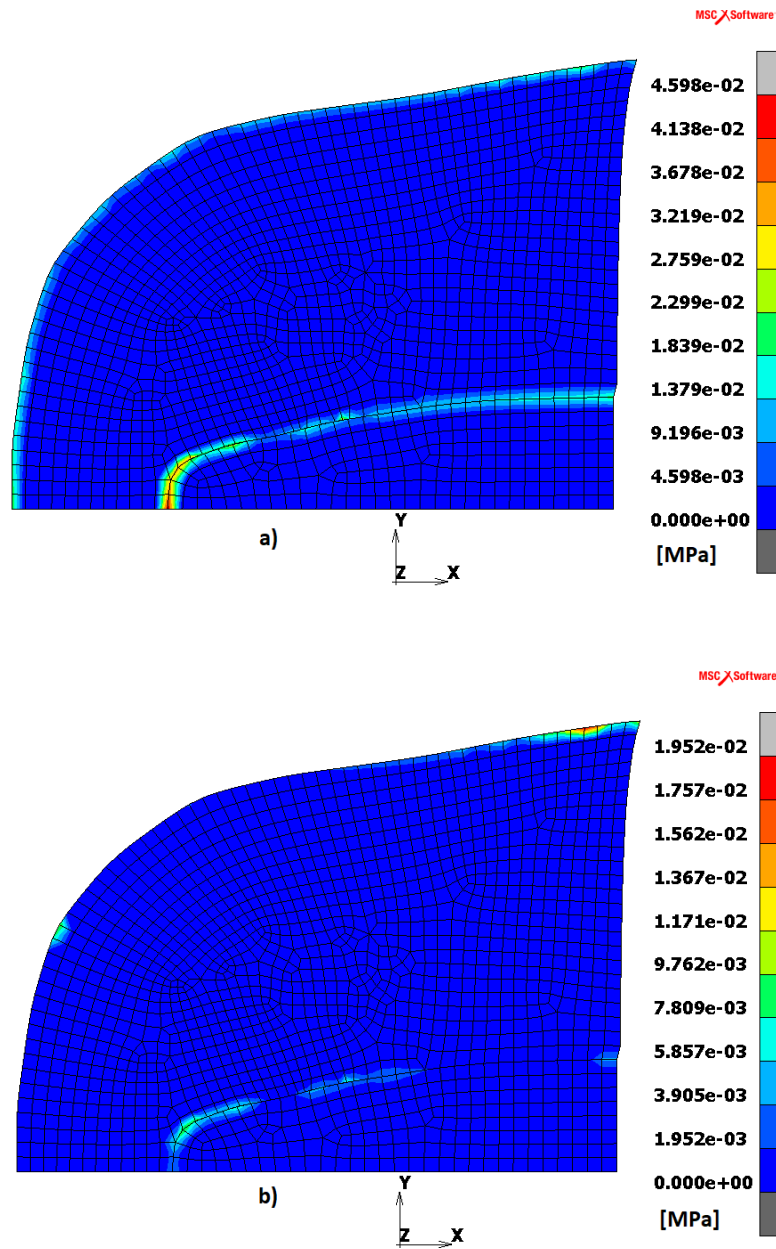 MSC Software
4.598e-02
4.138e-02
3.678e-02
3.219e-02
2.759e-02
2.299e-02
1.839e-02
1.379e-02
9.196e-03
4.598e-03
0.000e+00
[MPa]
a)
Y
Z X
MSC Software
1.952e-02
1.757e-02
1.562e-02
1.367e-02
1.171e-02
9.762e-03
7.809e-03
5.857e-03
3.905e-03
1.952e-03
0.000e+00
[MPa]
b)
Y
Z X